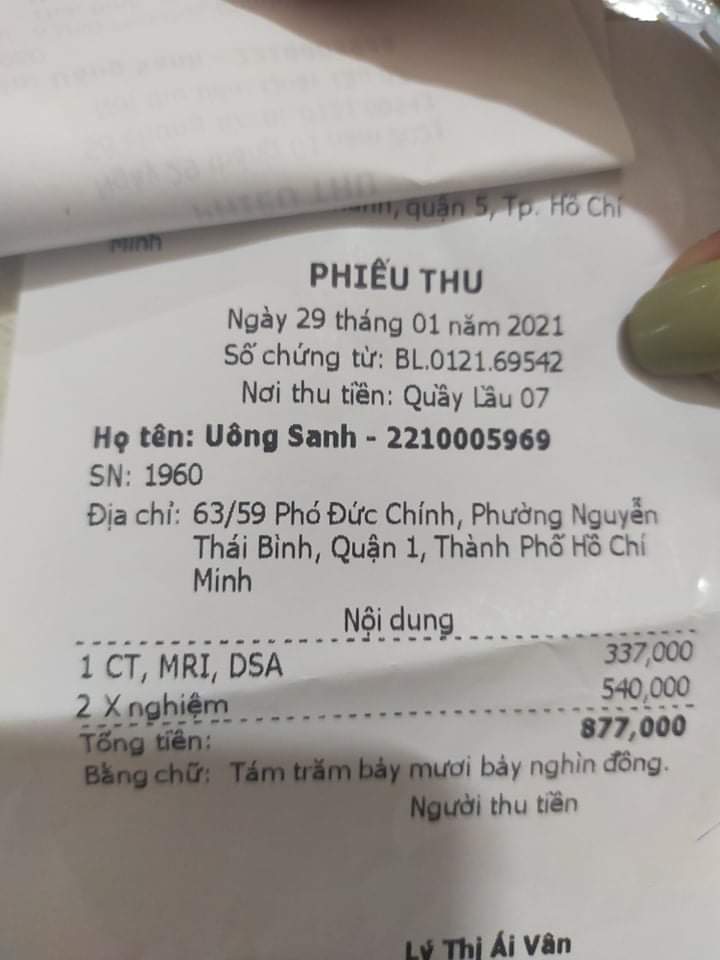 quận 5, Tp. Hồ Chí
Minh
PHIẾU THU
Ngày 29 tháng 01 năm 2021
Số chứng từ: BL.0121.69542
Nơi thu tiền: Quầy Lầu 07
Họ tên: Uông Sanh - 2210005969
SN: 1960
Địa chỉ: 63/59 Phó Đức Chính, Phường Nguyễn
Thái Bình, Quận 1, Thành Phố Hồ Chí
Minh
Nội dung
1 CT, MRI, DSA 337,000
2 X nghiệm 540,000
Tổng tiền: 877,000
Bằng chữ: Tám trăm bảy mươi bảy nghìn đồng.
Người thu tiền
Lý Thị Ái Vân